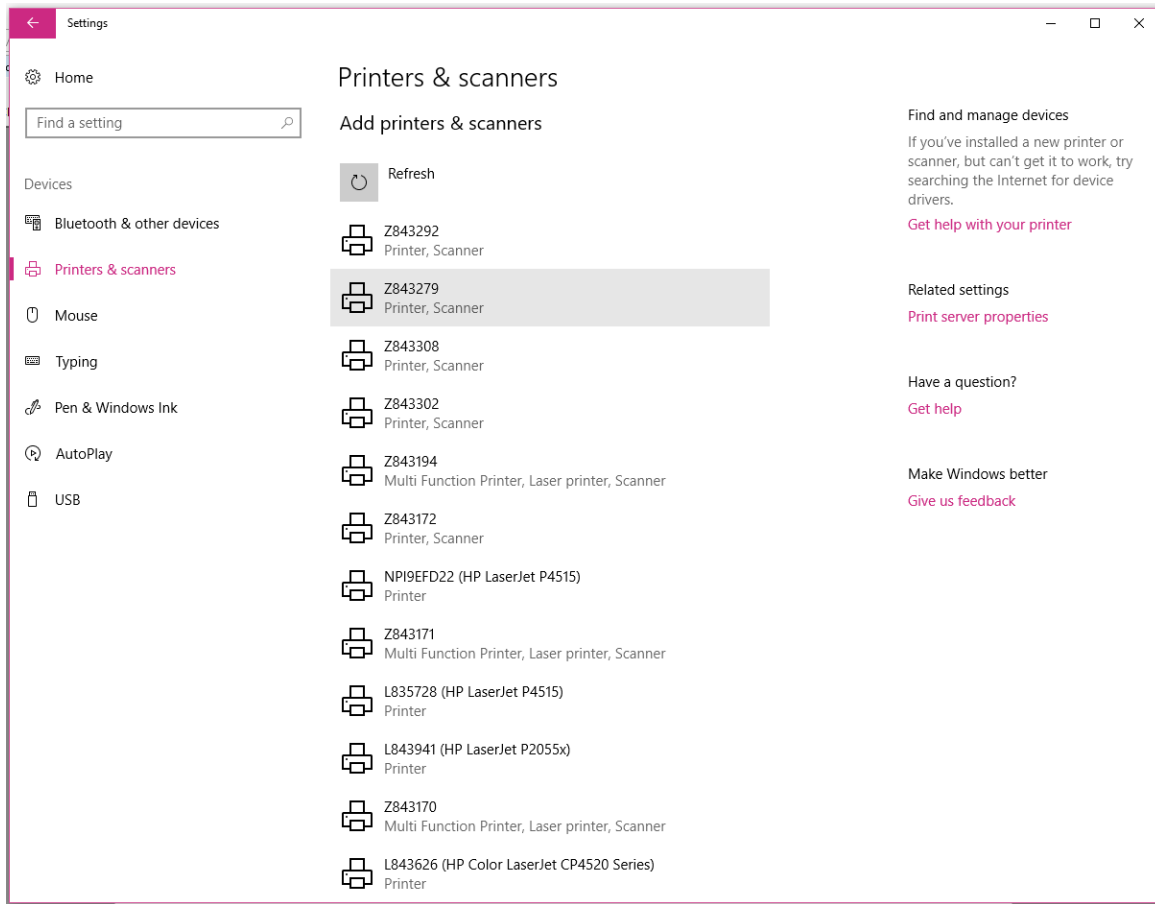 Settings
Home
Find a setting
Devices
Bluetooth & other devices
Printers & scanners
Mouse
Typing
Pen & Windows Ink
AutoPlay
USB
Printers & scanners
Add printers & scanners
Refresh
Z843292
Printer, Scanner
Z843279
Printer, Scanner
Z843308
Printer, Scanner
Z843302
Printer, Scanner
Z843194
Multi Function Printer, Laser printer, Scanner
Z843172
Printer, Scanner
NPI9EFD22 (HP LaserJet P4515)
Printer
Z843171
Multi Function Printer, Laser printer, Scanner
L835728 (HP LaserJet P4515)
Printer
L843941 (HP LaserJet P2055x)
Printer
Z843170
Multi Function Printer, Laser printer, Scanner
L843626 (HP Color LaserJet CP4520 Series)
Printer
Find and manage devices
If you've installed a new printer or
scanner, but can't get it to work, try
searching the Internet for device
drivers.
Get help with your printer
Related settings
Print server properties
Have a question?
Get help
Make Windows better
Give us feedback